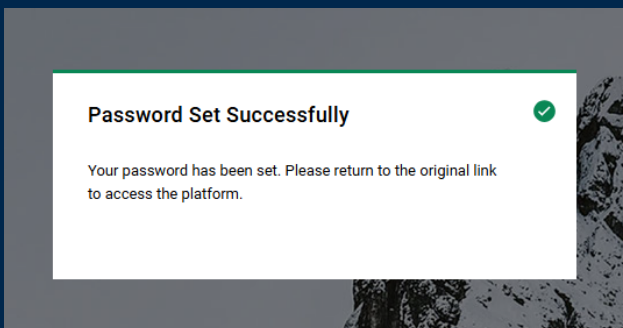 Password Set Successfully
Your password has been set. Please return to the original link
to access the platform.